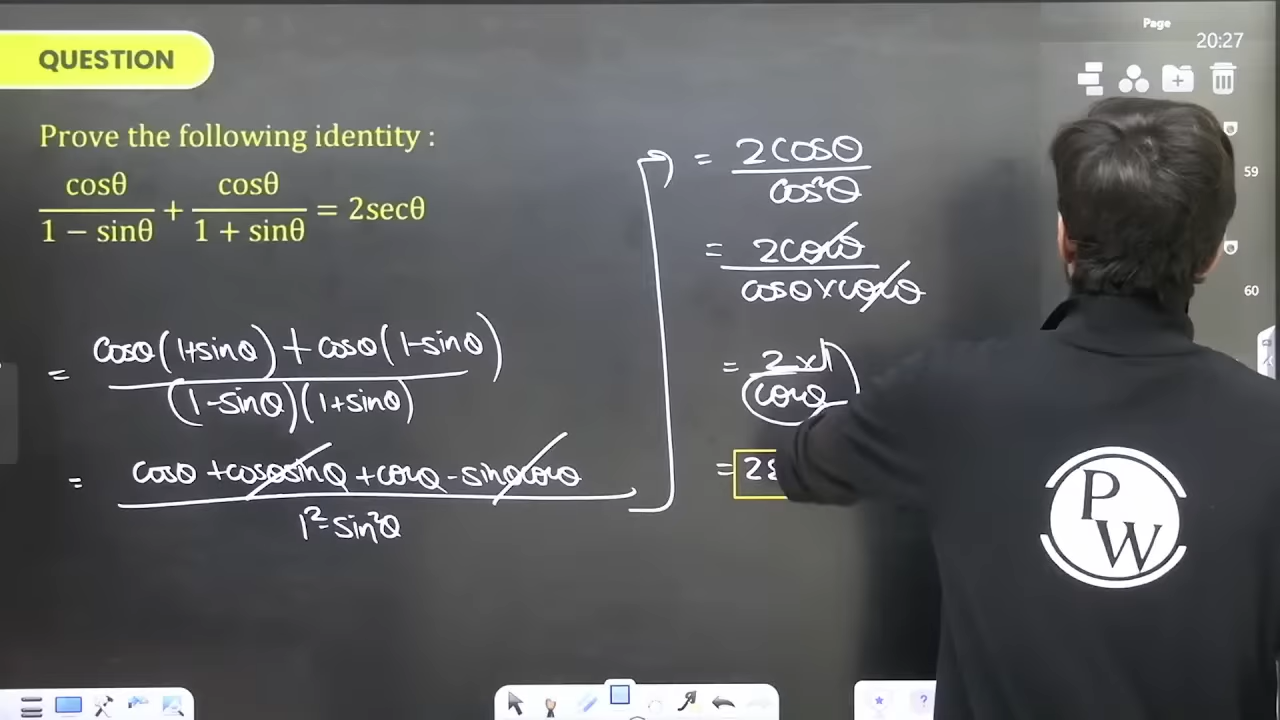 Page
20:27
QUESTION
59
60
Prove the following identity :
cosθ/(1 − sinθ) + cosθ/(1 + sinθ) = 2secθ
= (cosθ(1+sinθ) + cosθ(1-sinθ))/((1-sinθ)(1+sinθ))
= (cosθ + cosθsinθ + cosθ - sinθcosθ)/(1² - sin²θ)
= 2cosθ/cos²θ
= 2cosθ/(cosθ×cosθ)
= (2×1)/cosθ
= 2s
PW